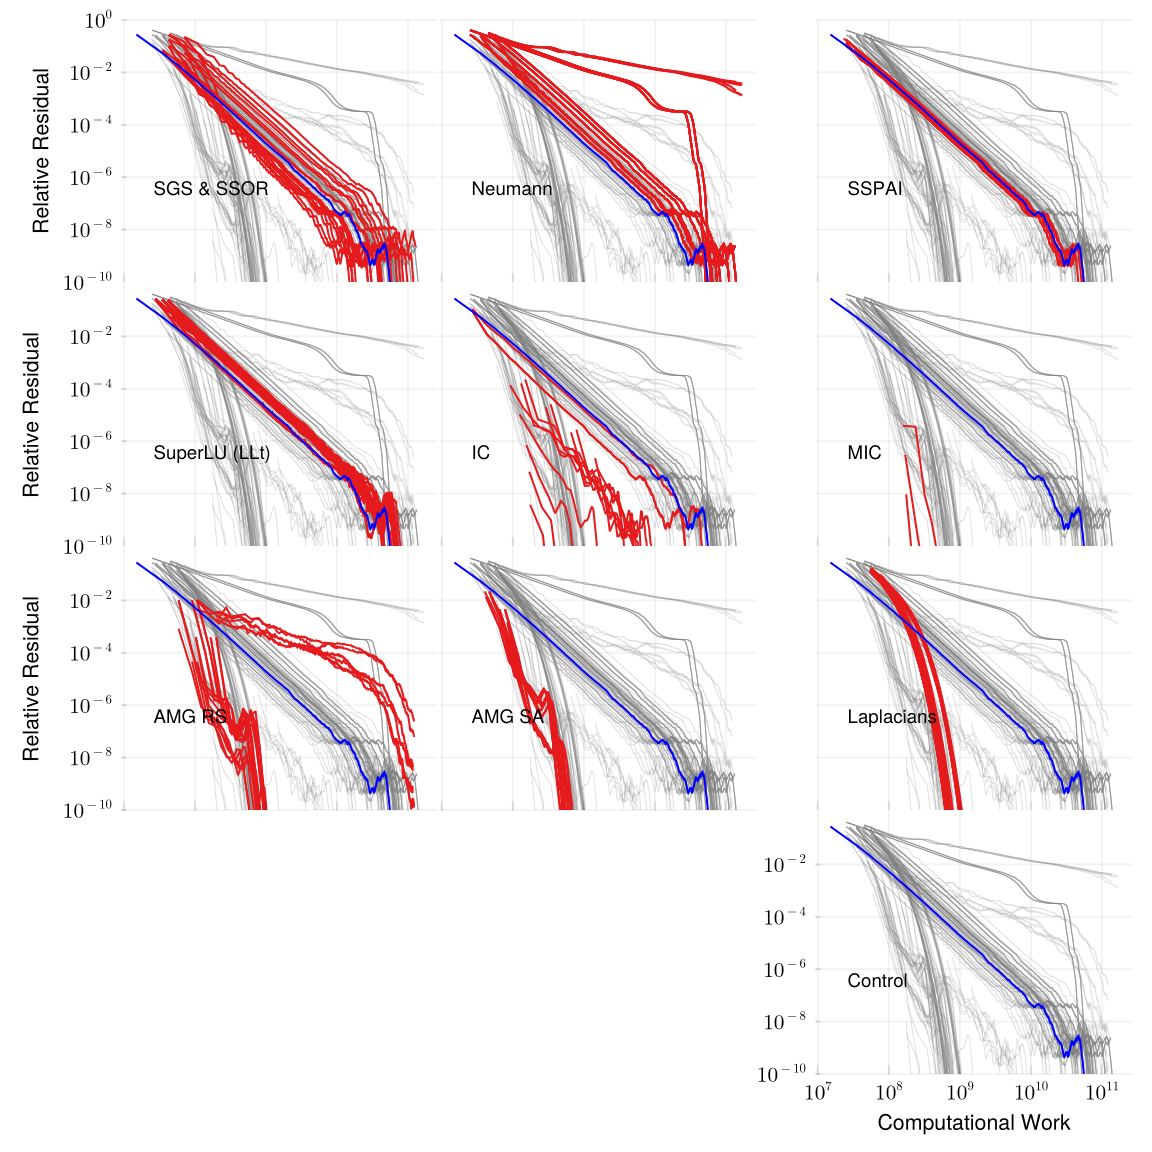 10^0
10^-2
10^-4
10^-6
10^-8
10^-10
Relative Residual
SGS & SSOR
Neumann
SSPAI
10^-2
10^-4
10^-6
10^-8
10^-10
Relative Residual
SuperLU (LLt)
IC
MIC
10^-2
10^-4
10^-6
10^-8
10^-10
Relative Residual
AMG RS
AMG SA
Laplacians
10^-2
10^-4
10^-6
10^-8
10^-10
Control
10^7 10^8 10^9 10^10 10^11
Computational Work